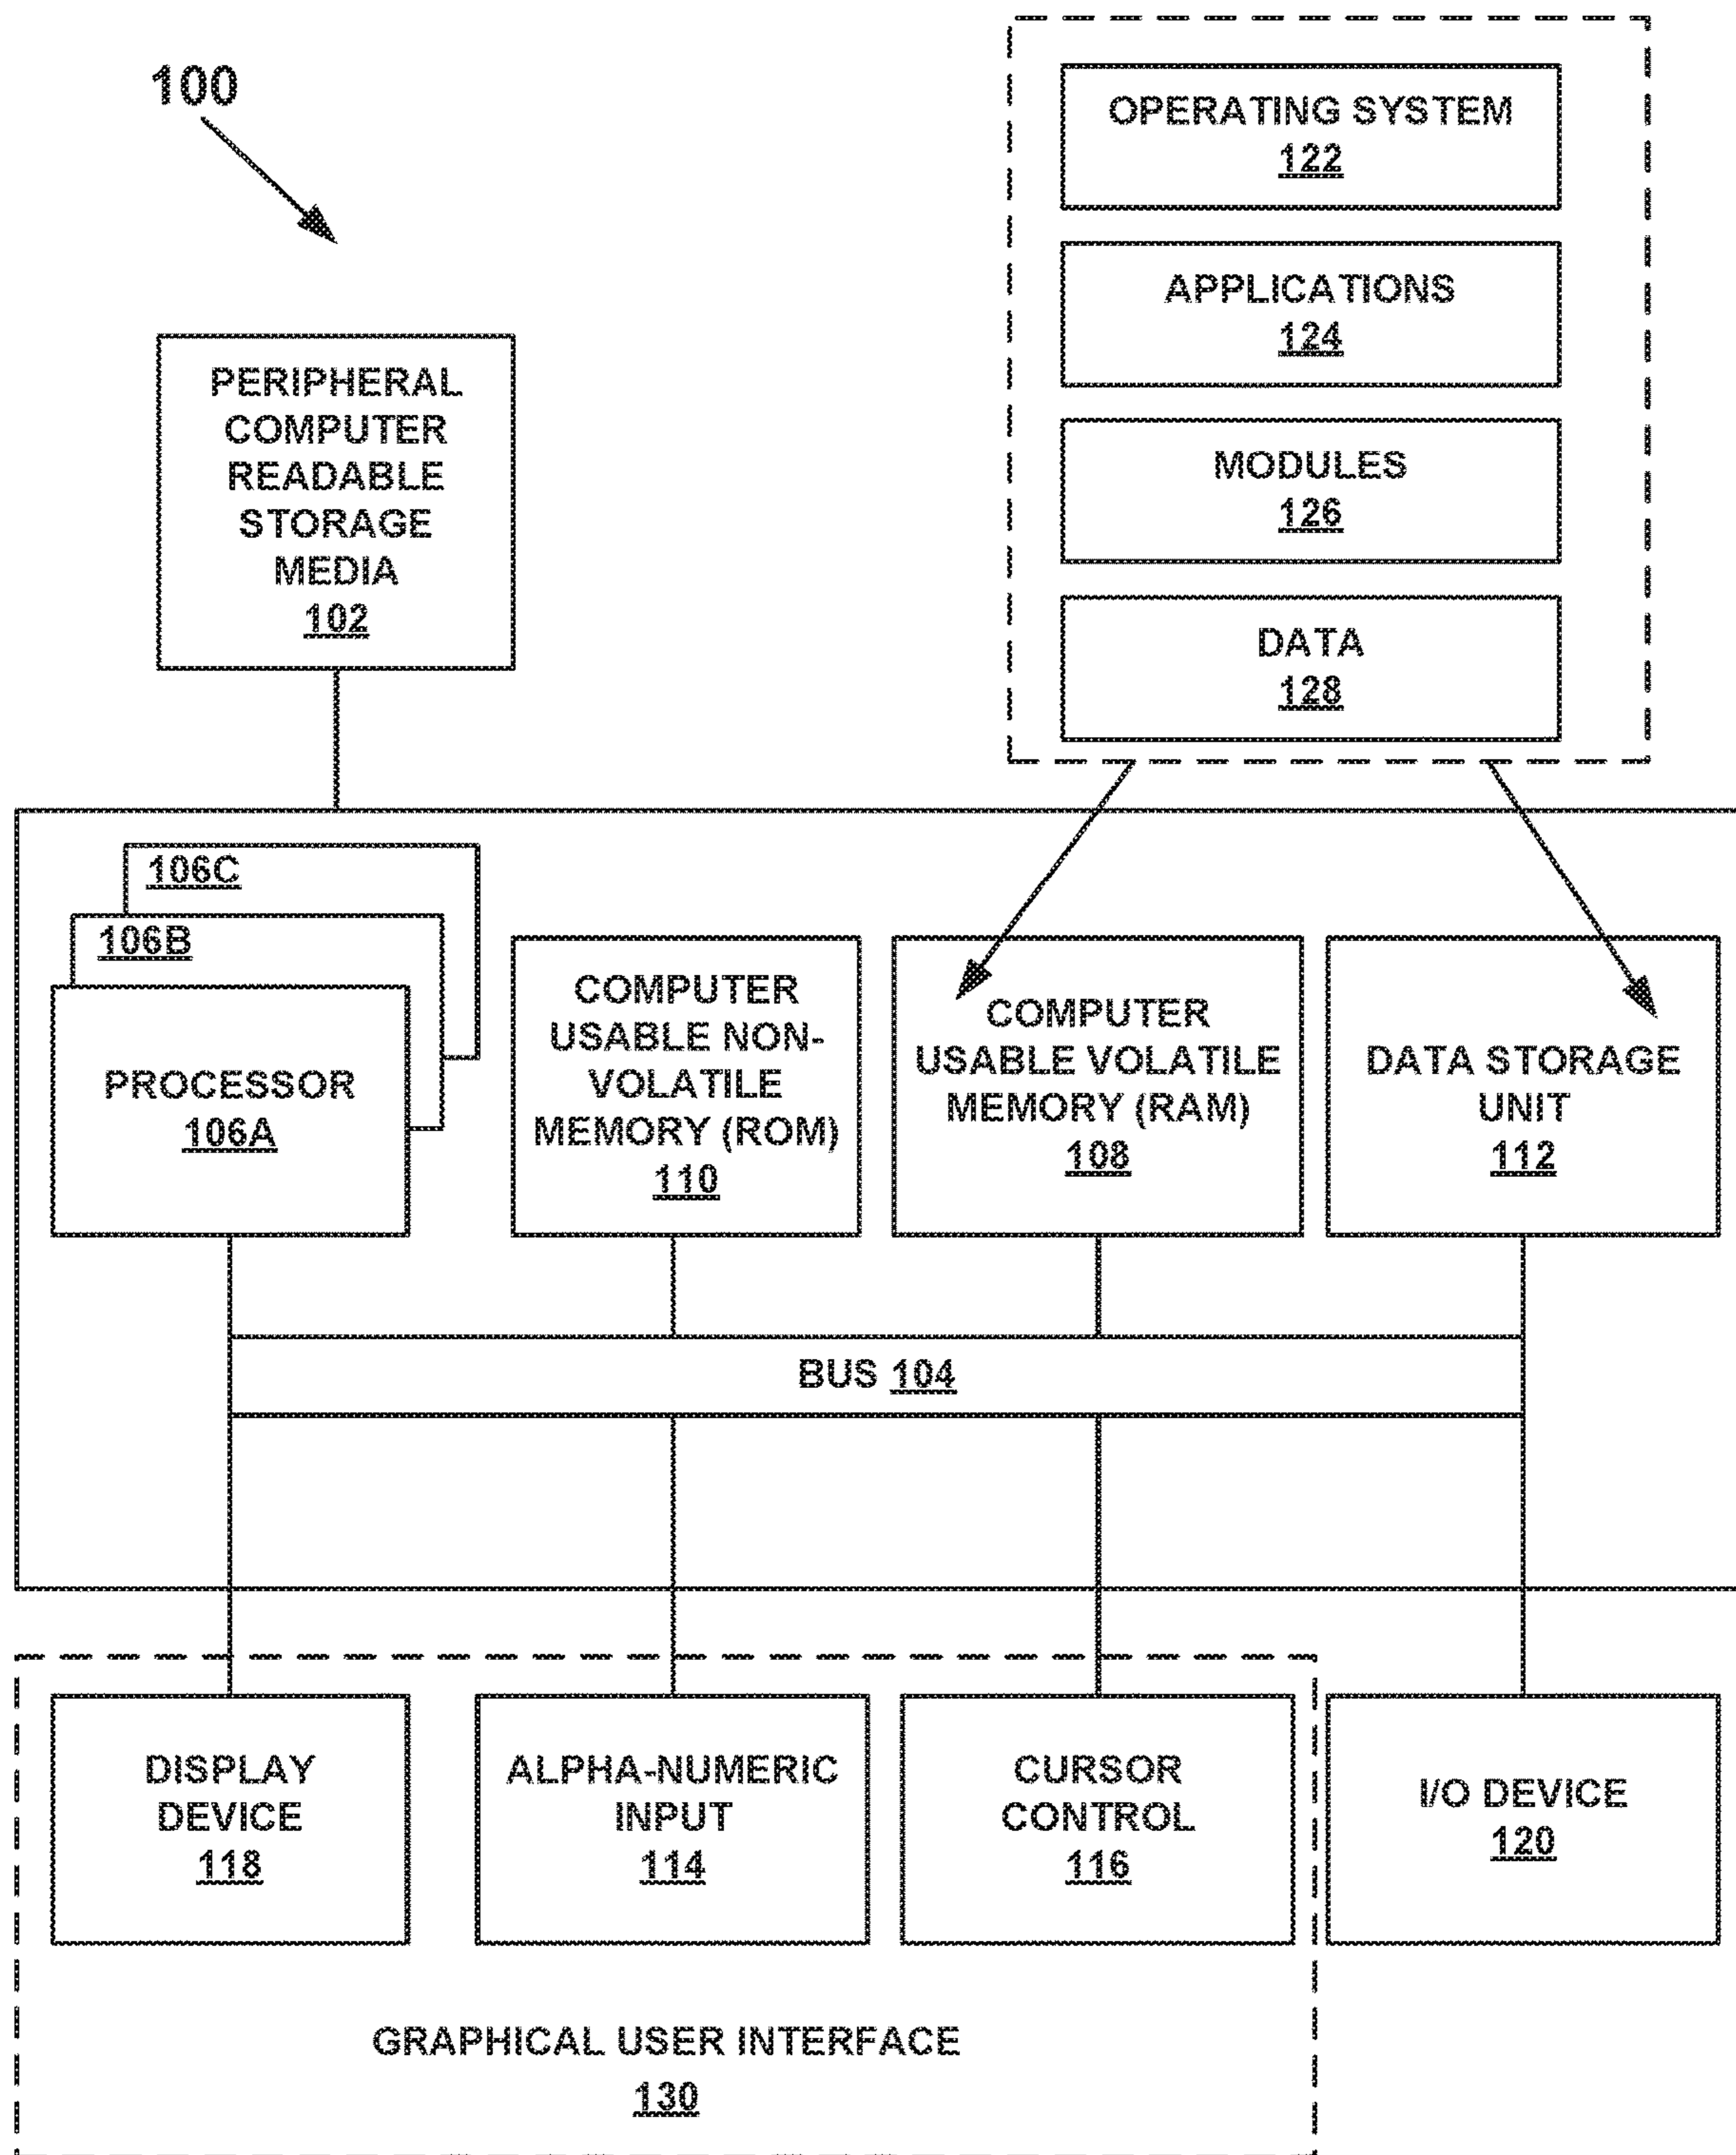 100
OPERATING SYSTEM
122
APPLICATIONS
124
MODULES
126
DATA
128
PERIPHERAL
COMPUTER
READABLE
STORAGE
MEDIA
102
106C
106B
PROCESSOR
106A
COMPUTER
USABLE NON-
VOLATILE
MEMORY (ROM)
110
COMPUTER
USABLE VOLATILE
MEMORY (RAM)
108
DATA STORAGE
UNIT
112
BUS 104
DISPLAY
DEVICE
118
ALPHA-NUMERIC
INPUT
114
CURSOR
CONTROL
116
I/O DEVICE
120
GRAPHICAL USER INTERFACE
130